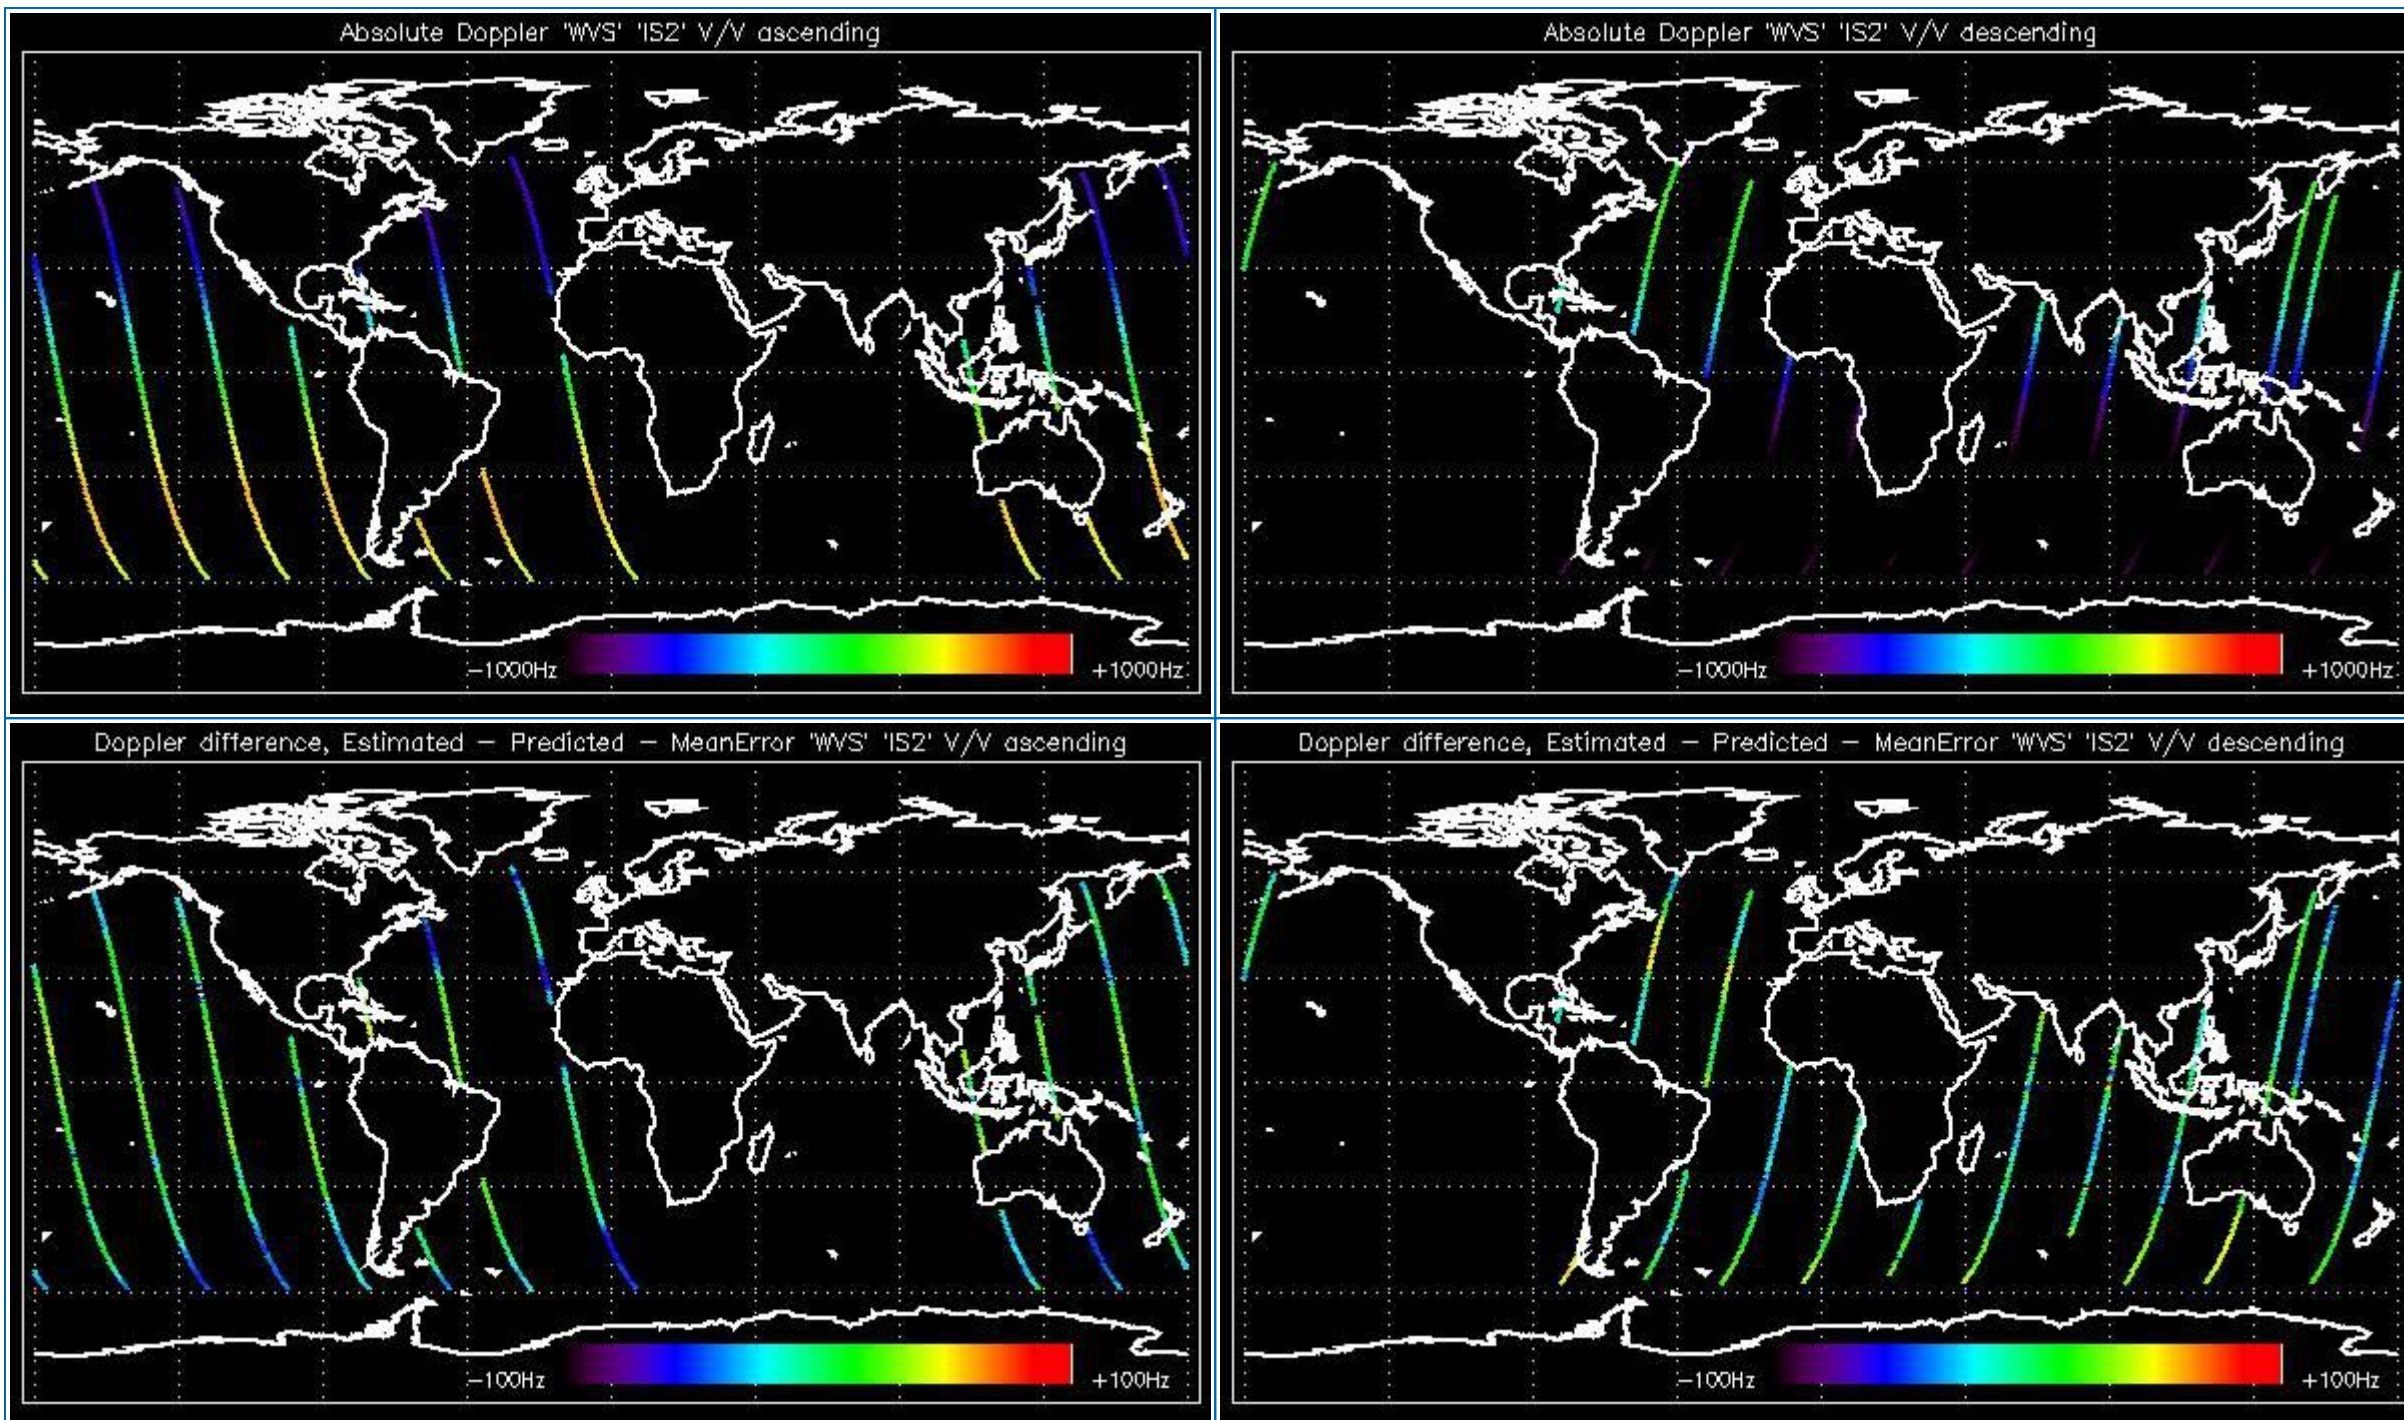 Absolute Doppler 'WVS' 'IS2' V/V ascending
-1000Hz
+1000Hz
Absolute Doppler 'WVS' 'IS2' V/V descending
-1000Hz
+1000Hz
Doppler difference, Estimated - Predicted - MeanError 'WVS' 'IS2' V/V ascending
-100Hz
+100Hz
Doppler difference, Estimated - Predicted - MeanError 'WVS' 'IS2' V/V descending
-100Hz
+100Hz